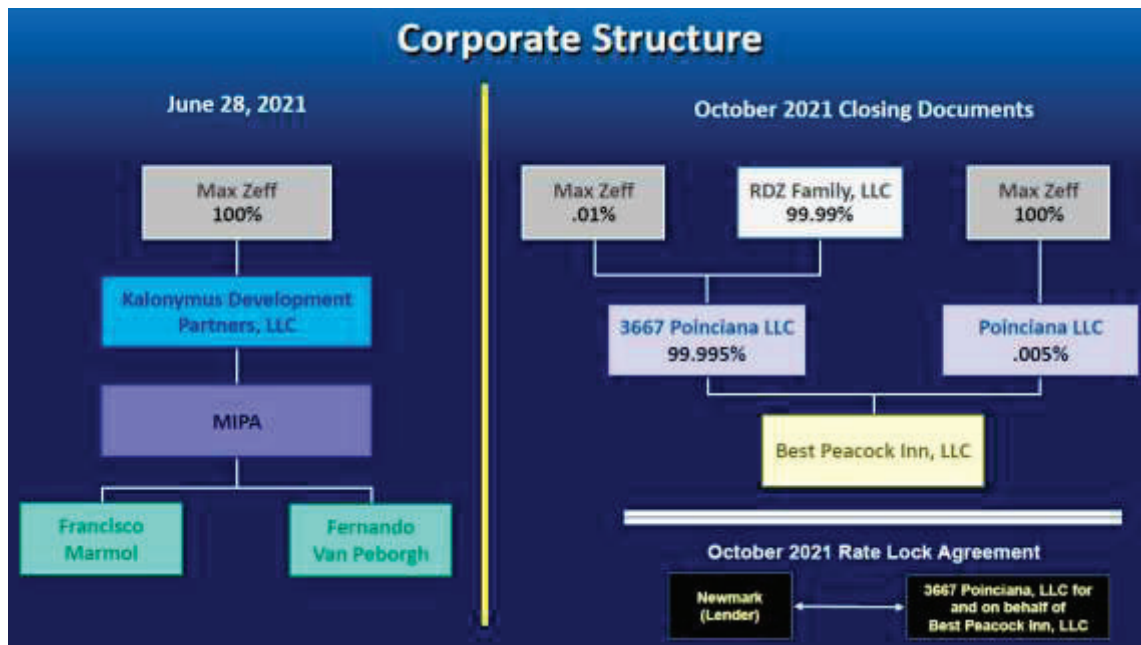 Corporate Structure
June 28, 2021
Max Zeff
100%
Kalonymus Development
Partners, LLC
MIPA
Francisco
Marmol
Fernando
Van Peborgh
October 2021 Closing Documents
Max Zeff
.01%
RDZ Family, LLC
99.99%
Max Zeff
100%
3667 Poinciana LLC
99.995%
Poinciana LLC
.005%
Best Peacock Inn, LLC
October 2021 Rate Lock Agreement
Newmark
(Lender)
3667 Poinciana, LLC for
and on behalf of
Best Peacock Inn, LLC